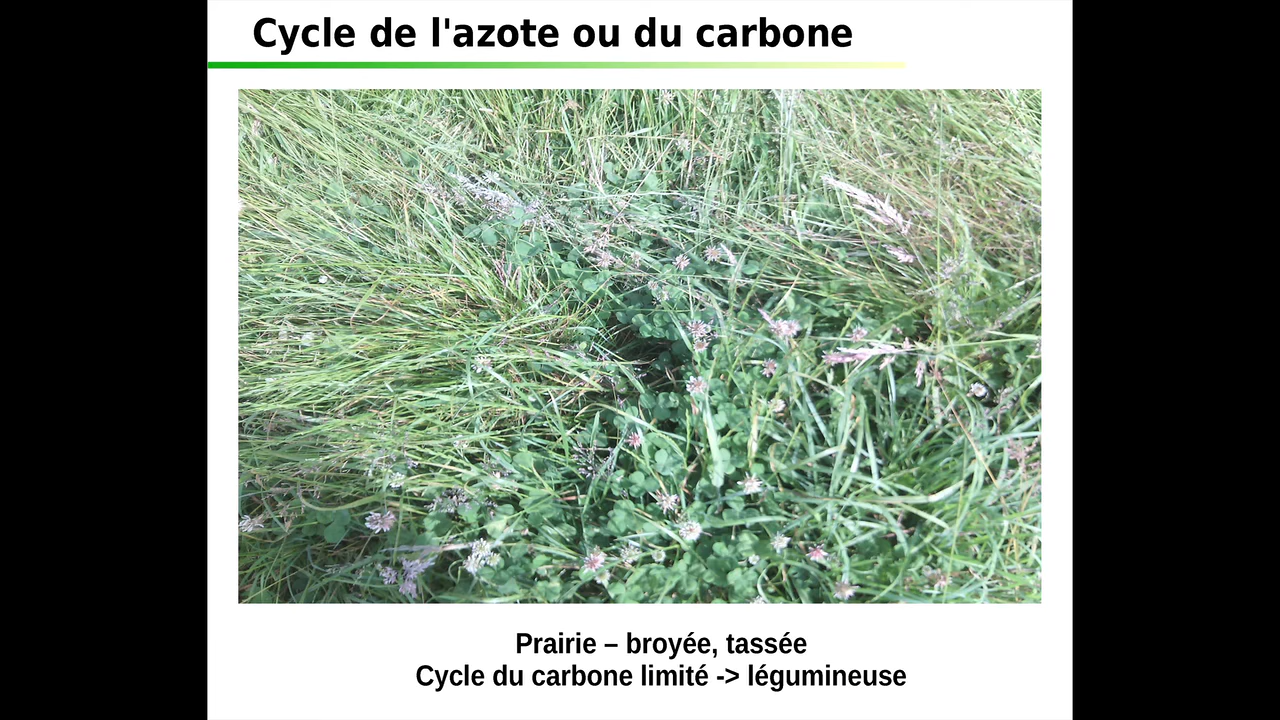 Cycle de l'azote ou du carbone
Prairie – broyée, tassée
Cycle du carbone limité -> légumineuse